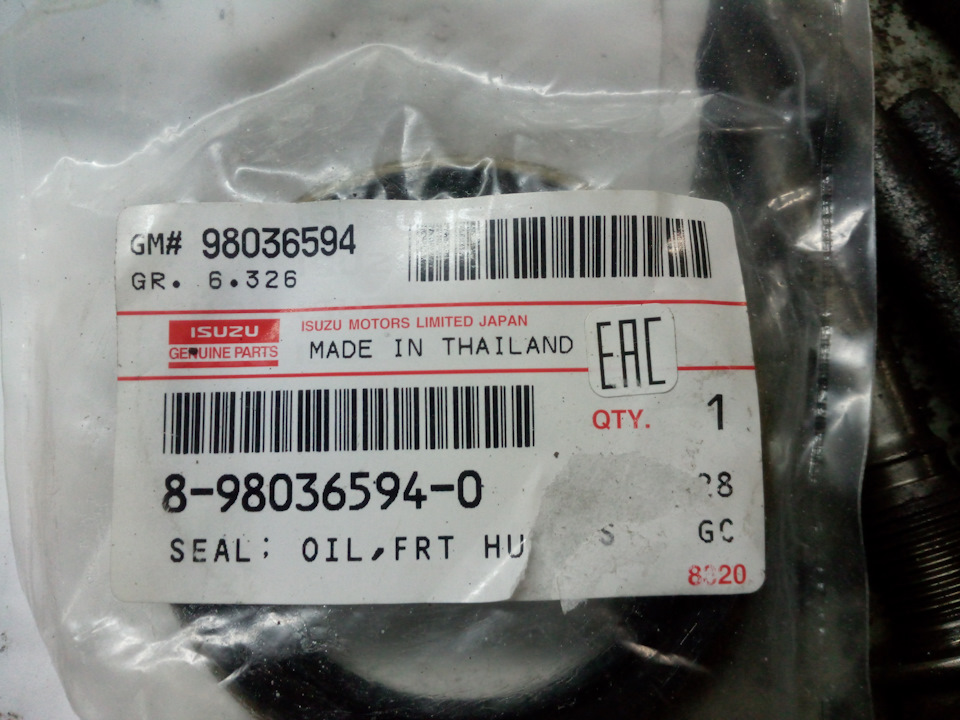 GM# 98036594
GR. 6.326
ISUZU
GENUINE PARTS
ISUZU MOTORS LIMITED JAPAN
MADE IN THAILAND
EAC
QTY. 1
8-98036594-0
SEAL; OIL,FRT HU
GC